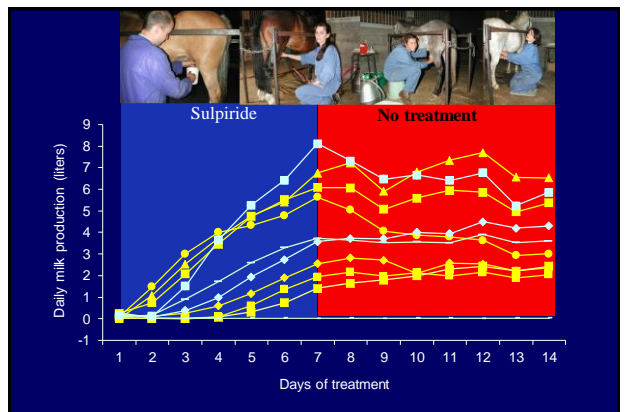 Sulpiride
No treatment
Daily milk production (liters)
9
8
7
6
5
4
3
2
1
0
-1
1 2 3 4 5 6 7 8 9 10 11 12 13 14
Days of treatment